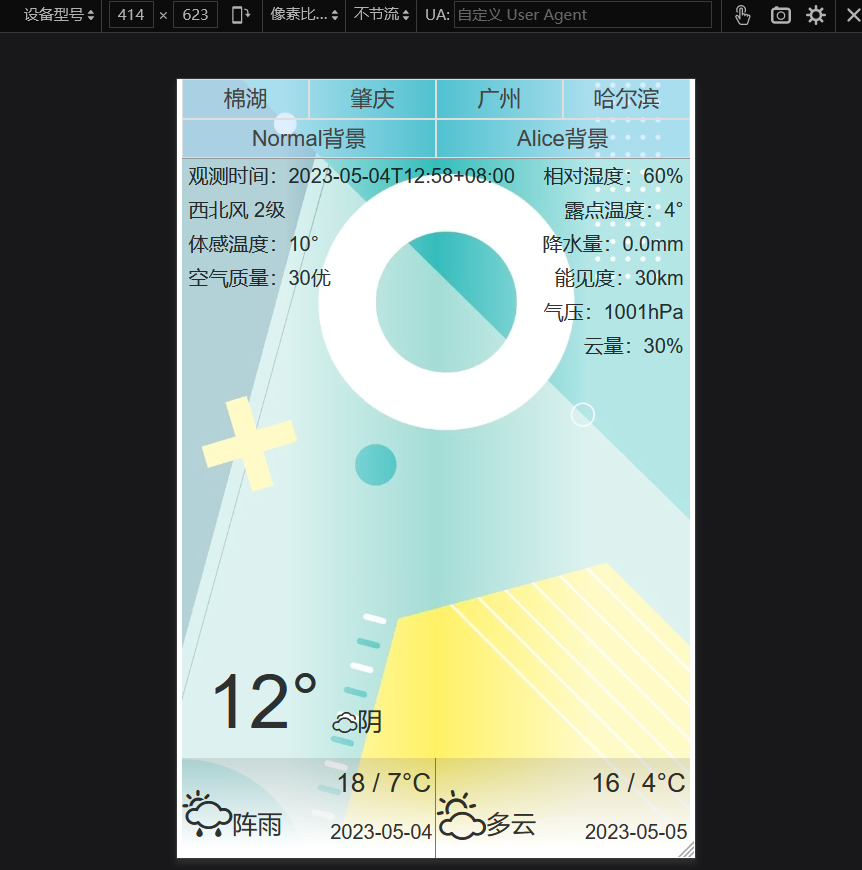 设备型号 414 × 623 像素比... 不节流 UA: 自定义 User Agent
棉湖 肇庆 广州 哈尔滨
Normal背景 Alice背景
观测时间：2023-05-04T12:58+08:00 相对湿度：60%
西北风 2级 露点温度：4°
体感温度：10° 降水量：0.0mm
空气质量：30优 能见度：30km
气压：1001hPa
云量：30%
12° 阴
18 / 7°C 16 / 4°C
阵雨 2023-05-04 多云 2023-05-05